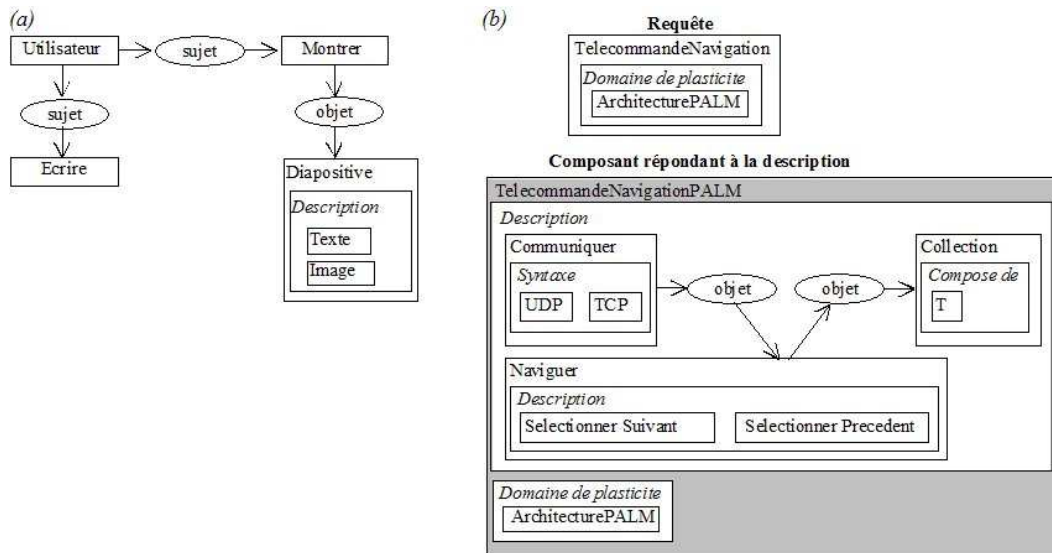 (a)
Utilisateur
sujet
Montrer
sujet
objet
Ecrire
Diapositive
Description
Texte
Image
(b)
Requête
TelecommandeNavigation
Domaine de plasticite
ArchitecturePALM
Composant répondant à la description
TelecommandeNavigationPALM
Description
Communiquer
Syntaxe
UDP
TCP
objet
objet
Collection
Compose de
T
Naviguer
Description
Selectionner Suivant
Selectionner Precedent
Domaine de plasticite
ArchitecturePALM